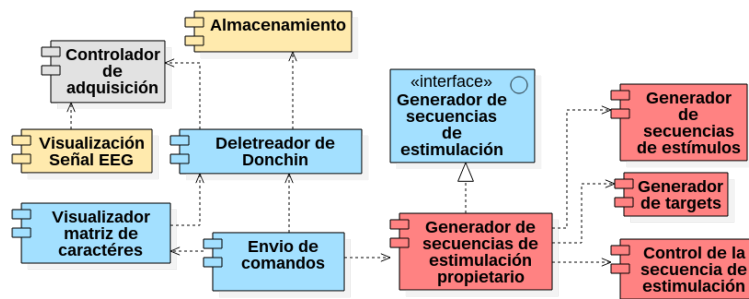 Almacenamiento
Controlador
de
adquisición
«interface»
Generador de
secuencias
de
estimulación
Generador
de
secuencias
de estímulos
Visualización
Señal EEG
Deletreador de
Donchin
Generador
de targets
Visualizador
matriz de
caractéres
Envio de
comandos
Generador de
secuencias de
estimulación
propietario
Control de la
secuencia de
estimulación